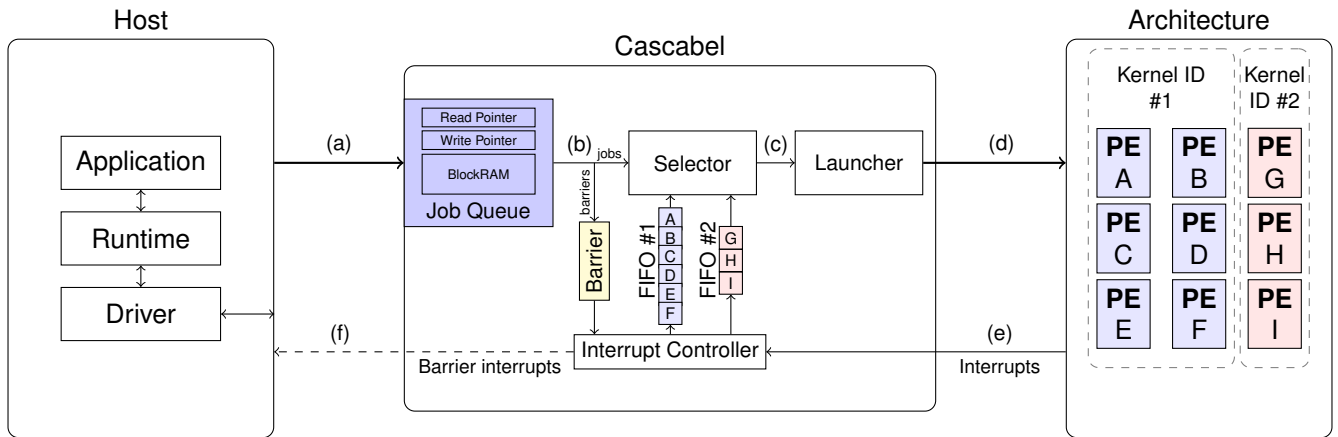 Host
Application
Runtime
Driver
(a)
(f)
Barrier interrupts
Cascabel
Read Pointer
Write Pointer
BlockRAM
Job Queue
(b)
jobs
barriers
Barrier
Selector
FIFO #1
A
B
C
D
E
F
FIFO #2
G
H
I
Interrupt Controller
(c)
Launcher
(d)
(e)
Interrupts
Architecture
Kernel ID
#1
PE
A
PE
B
PE
C
PE
D
PE
E
PE
F
Kernel
ID #2
PE
G
PE
H
PE
I